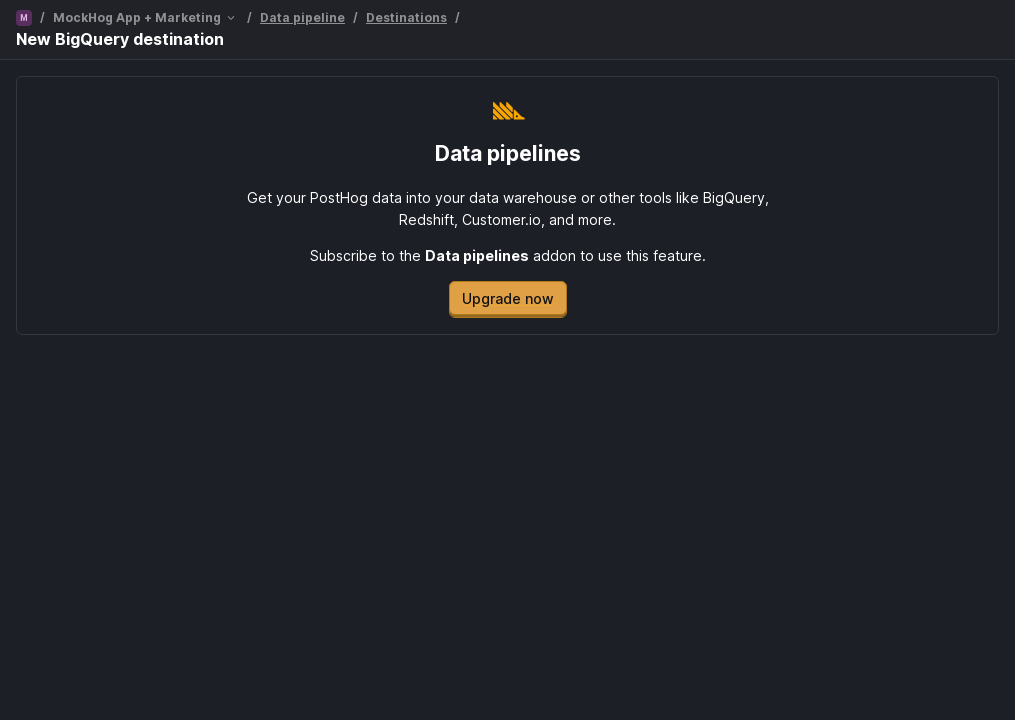 M / MockHog App + Marketing / Data pipeline / Destinations /
New BigQuery destination
Data pipelines
Get your PostHog data into your data warehouse or other tools like BigQuery,
Redshift, Customer.io, and more.
Subscribe to the Data pipelines addon to use this feature.
Upgrade now